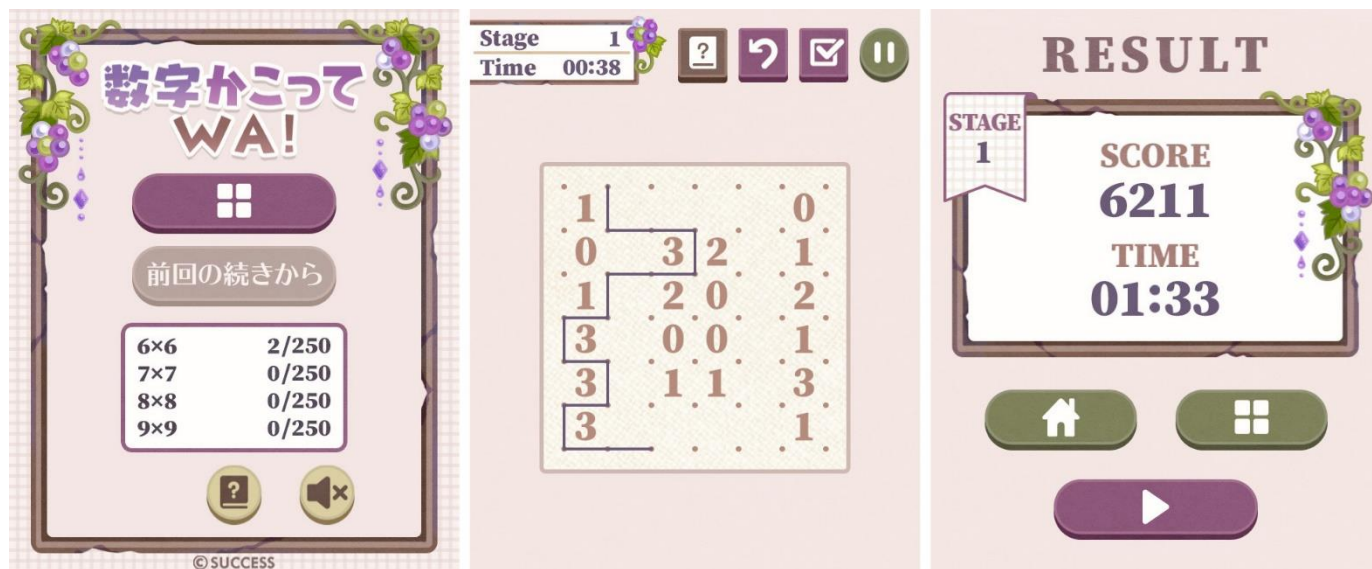 数字かこって
WA!
前回の続きから
6×6 2/250
7×7 0/250
8×8 0/250
9×9 0/250
?
© SUCCESS
Stage 1
Time 00:38
?
1 0
0 3 2 1
1 2 0 2
3 0 0 1
3 1 1 3
3 1
RESULT
STAGE
1
SCORE
6211
TIME
01:33